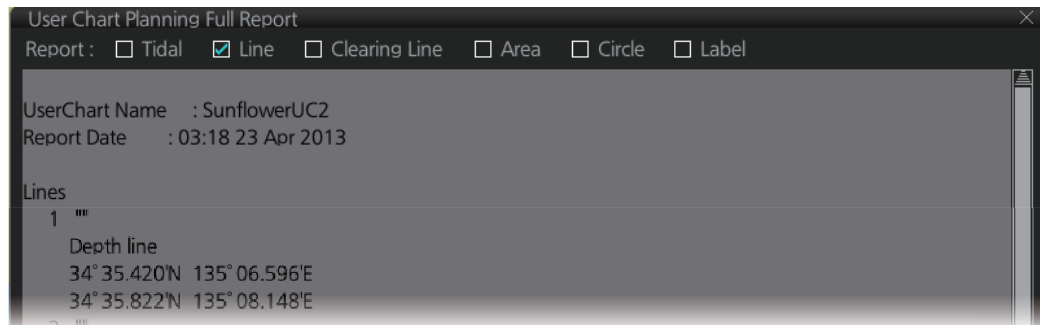 User Chart Planning Full Report
Report : Tidal Line Clearing Line Area Circle Label
UserChart Name : SunflowerUC2
Report Date : 03:18 23 Apr 2013
Lines
1 ""
Depth line
34°35.420'N 135°06.596'E
34°35.822'N 135°08.148'E
2 ""